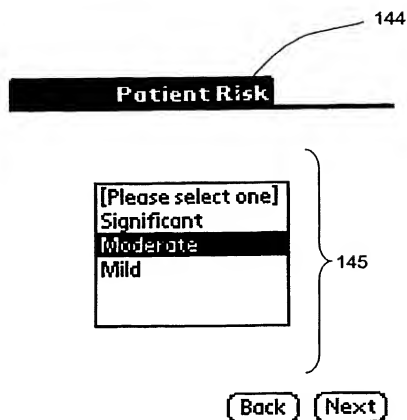 144
Patient Risk
[Please select one]
Significant
Moderate
Mild
145
Back Next